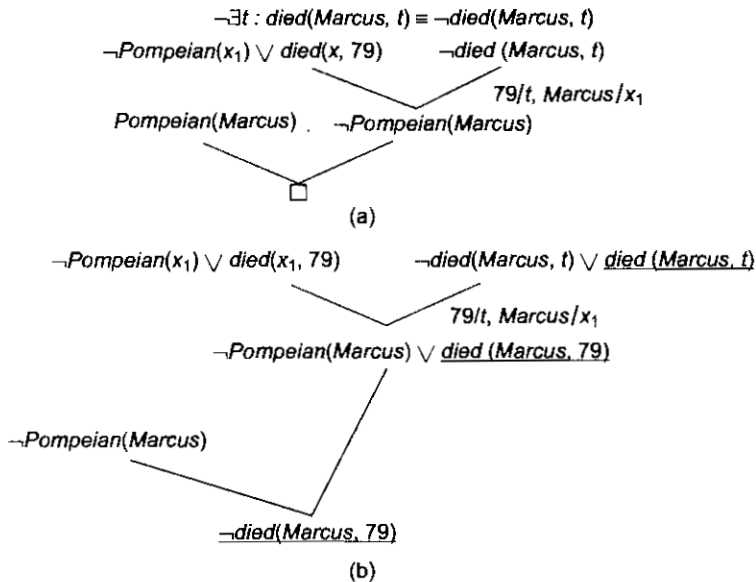 ¬∃t : died(Marcus, t) ≡ ¬died(Marcus, t)
¬Pompeian(x₁) ∨ died(x, 79) ¬died (Marcus, t)
79/t, Marcus/x₁
Pompeian(Marcus) . ¬Pompeian(Marcus)
(a)
¬Pompeian(x₁) ∨ died(x₁, 79) ¬died(Marcus, t) ∨ died (Marcus, t)
79/t, Marcus/x₁
¬Pompeian(Marcus) ∨ died (Marcus, 79)
¬Pompeian(Marcus)
¬died(Marcus, 79)
(b)